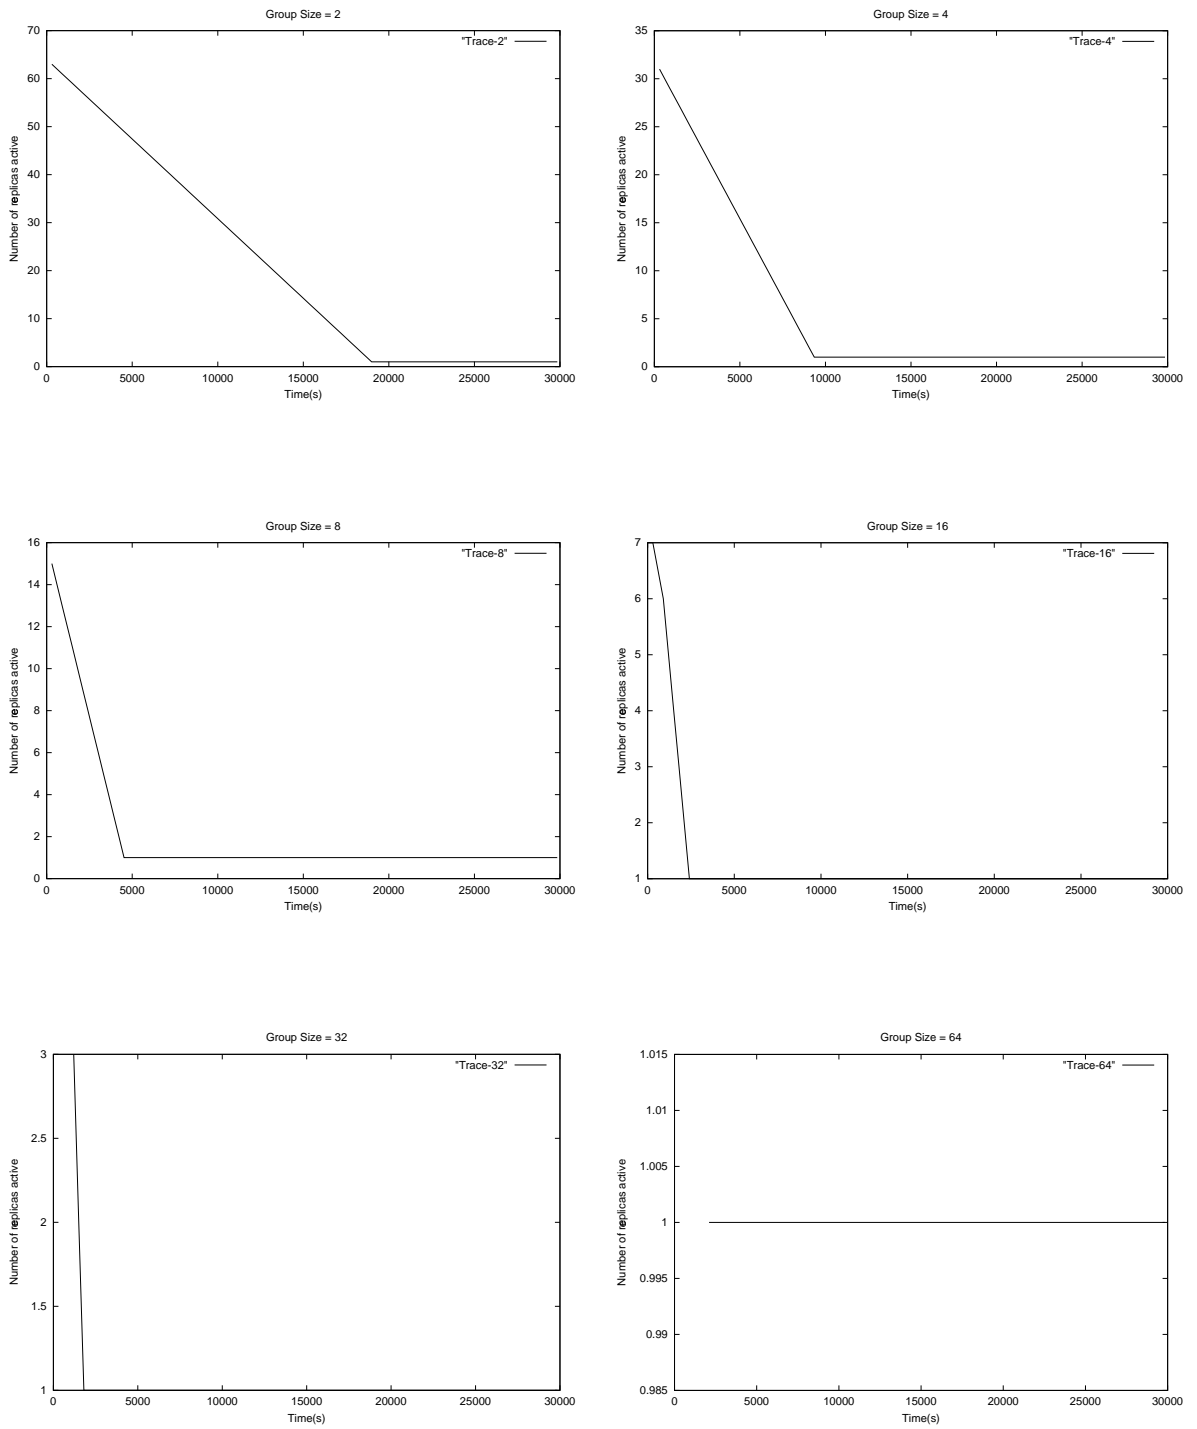 Group Size = 2
"Trace-2"
70
60
50
40
30
20
10
0
Number of replicas active
0 5000 10000 15000 20000 25000 30000
Time(s)
Group Size = 4
"Trace-4"
35
30
25
20
15
10
5
0
Number of replicas active
0 5000 10000 15000 20000 25000 30000
Time(s)
Group Size = 8
"Trace-8"
16
14
12
10
8
6
4
2
0
Number of replicas active
0 5000 10000 15000 20000 25000 30000
Time(s)
Group Size = 16
"Trace-16"
7
6
5
4
3
2
1
Number of replicas active
0 5000 10000 15000 20000 25000 30000
Time(s)
Group Size = 32
"Trace-32"
3
2.5
2
1.5
1
Number of replicas active
0 5000 10000 15000 20000 25000 30000
Time(s)
Group Size = 64
"Trace-64"
1.015
1.01
1.005
1
0.995
0.99
0.985
Number of replicas active
0 5000 10000 15000 20000 25000 30000
Time(s)